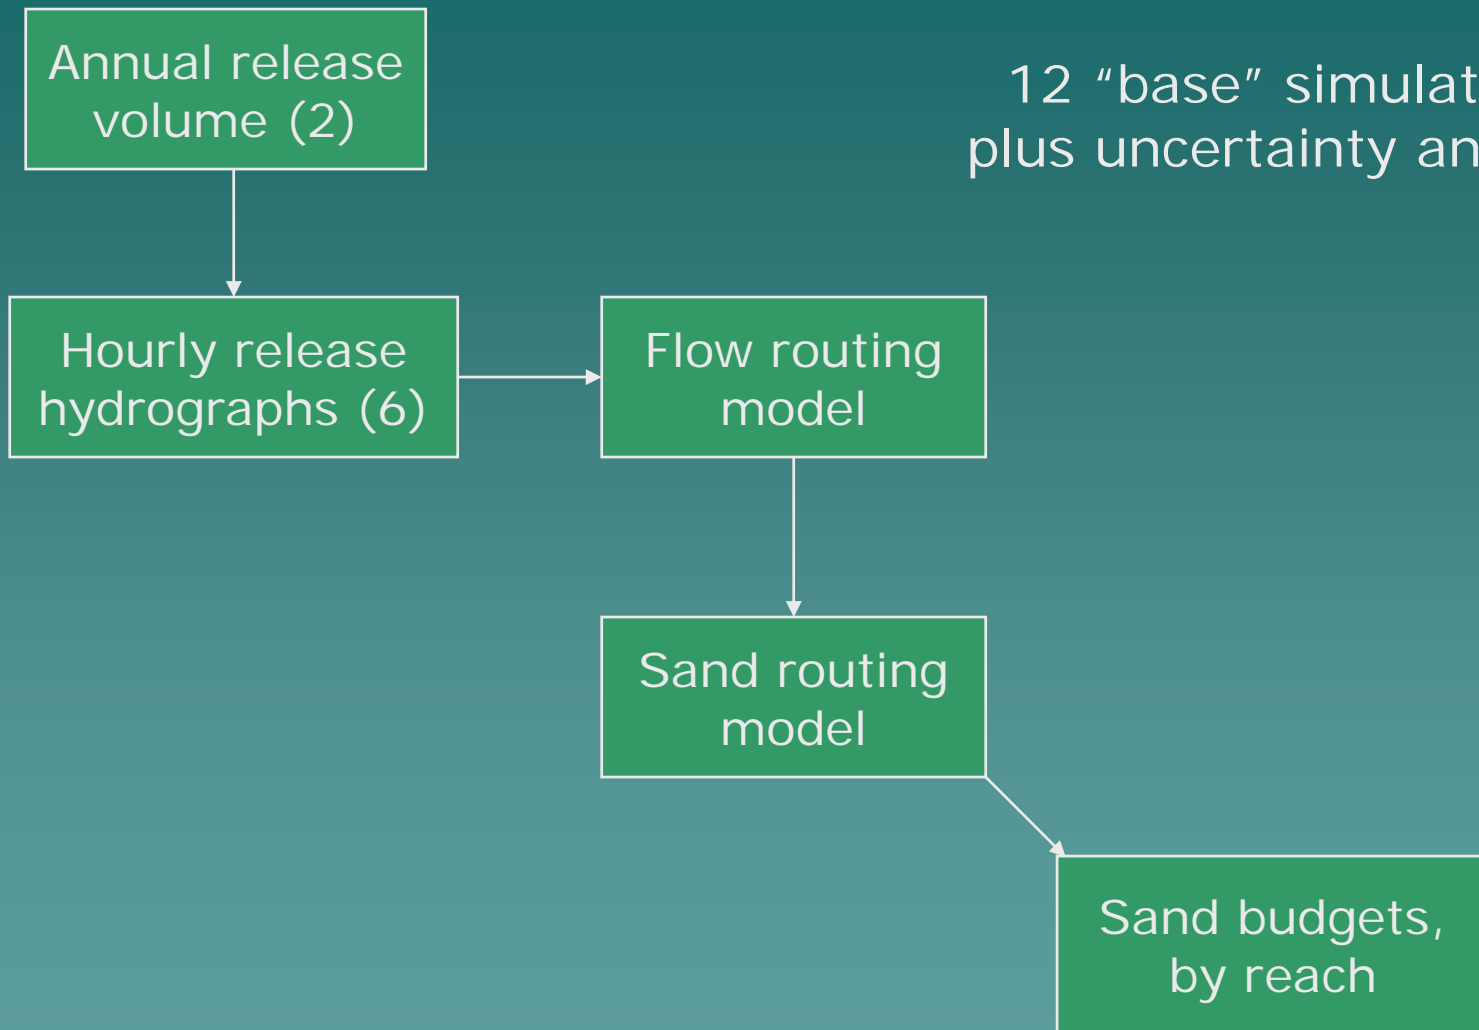 Annual release
volume (2)
12 "base" simulat
plus uncertainty an
Hourly release
hydrographs (6)
Flow routing
model
Sand routing
model
Sand budgets,
by reach